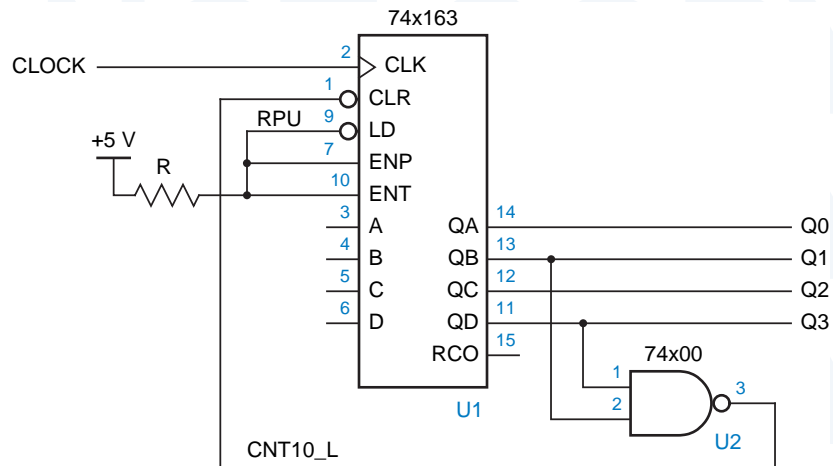 74x163
CLOCK 2 CLK
1 CLR
RPU 9 LD
+5 V
R 7 ENP
10 ENT
3 A QA 14 Q0
4 B QB 13 Q1
5 C QC 12 Q2
6 D QD 11 Q3
RCO 15
74x00
1
2
3
U1
U2
CNT10_L